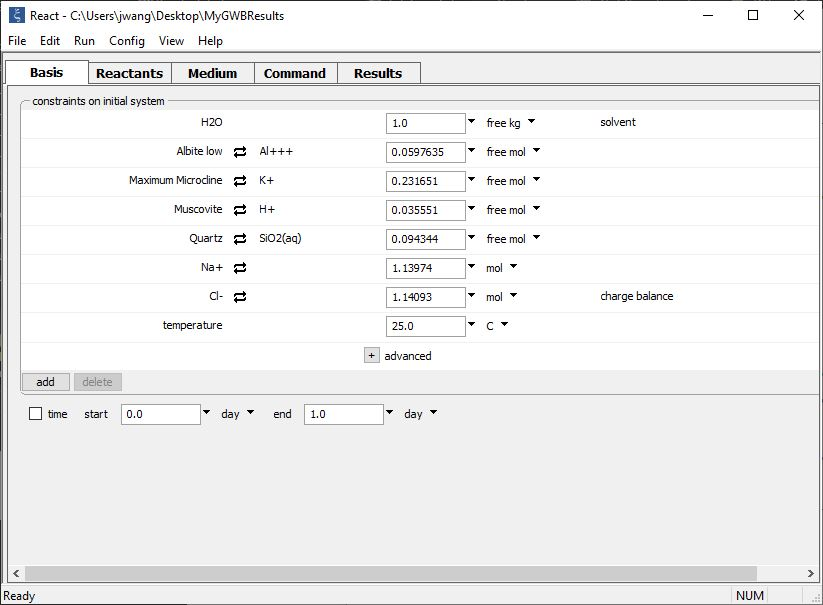 React - C:\Users\jwang\Desktop\MyGWBResults
File Edit Run Config View Help
Basis Reactants Medium Command Results
constraints on initial system
H2O 1.0 free kg solvent
Albite low Al+++ 0.0597635 free mol
Maximum Microcline K+ 0.231651 free mol
Muscovite H+ 0.035551 free mol
Quartz SiO2(aq) 0.094344 free mol
Na+ 1.13974 mol
Cl- 1.14093 mol charge balance
temperature 25.0 C
+ advanced
add delete
time start 0.0 day end 1.0 day
Ready NUM